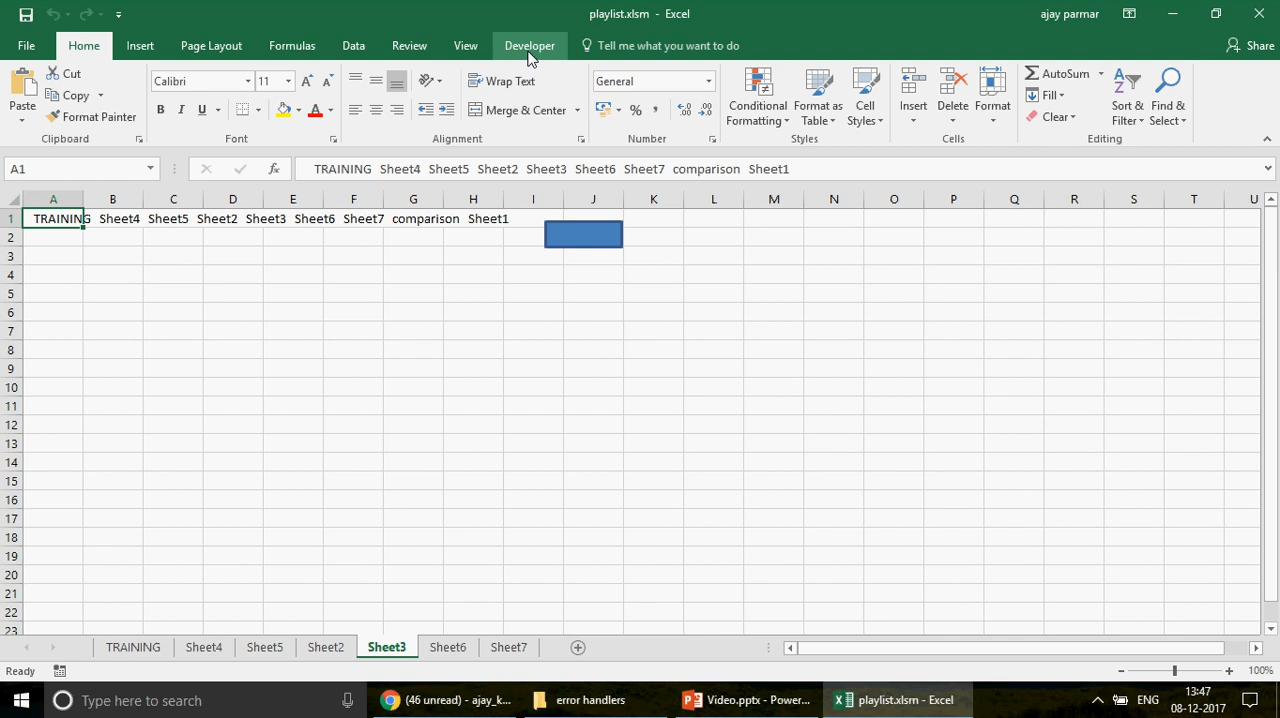 playlist.xlsm - Excel
ajay parmar
File Home Insert Page Layout Formulas Data Review View Developer Tell me what you want to do Share
Paste
Cut
Copy
Format Painter
Clipboard
Calibri 11
B I U
Font
Wrap Text
Merge & Center
Alignment
General
Number
Conditional Formatting
Format as Table
Cell Styles
Styles
Insert
Delete
Format
Cells
AutoSum
Fill
Clear
Sort & Filter
Find & Select
Editing
A1 fx TRAINING Sheet4 Sheet5 Sheet2 Sheet3 Sheet6 Sheet7 comparison Sheet1
A B C D E F G H I J K L M N O P Q R S T U
1 TRAINING Sheet4 Sheet5 Sheet2 Sheet3 Sheet6 Sheet7 comparison Sheet1
2
3
4
5
6
7
8
9
10
11
12
13
14
15
16
17
18
19
20
21
22
23
TRAINING Sheet4 Sheet5 Sheet2 Sheet3 Sheet6 Sheet7
Ready 100%
Type here to search (46 unread) - ajay_k... error handlers Video.pptx - Power... playlist.xlsm - Excel ENG 13:47
08-12-2017